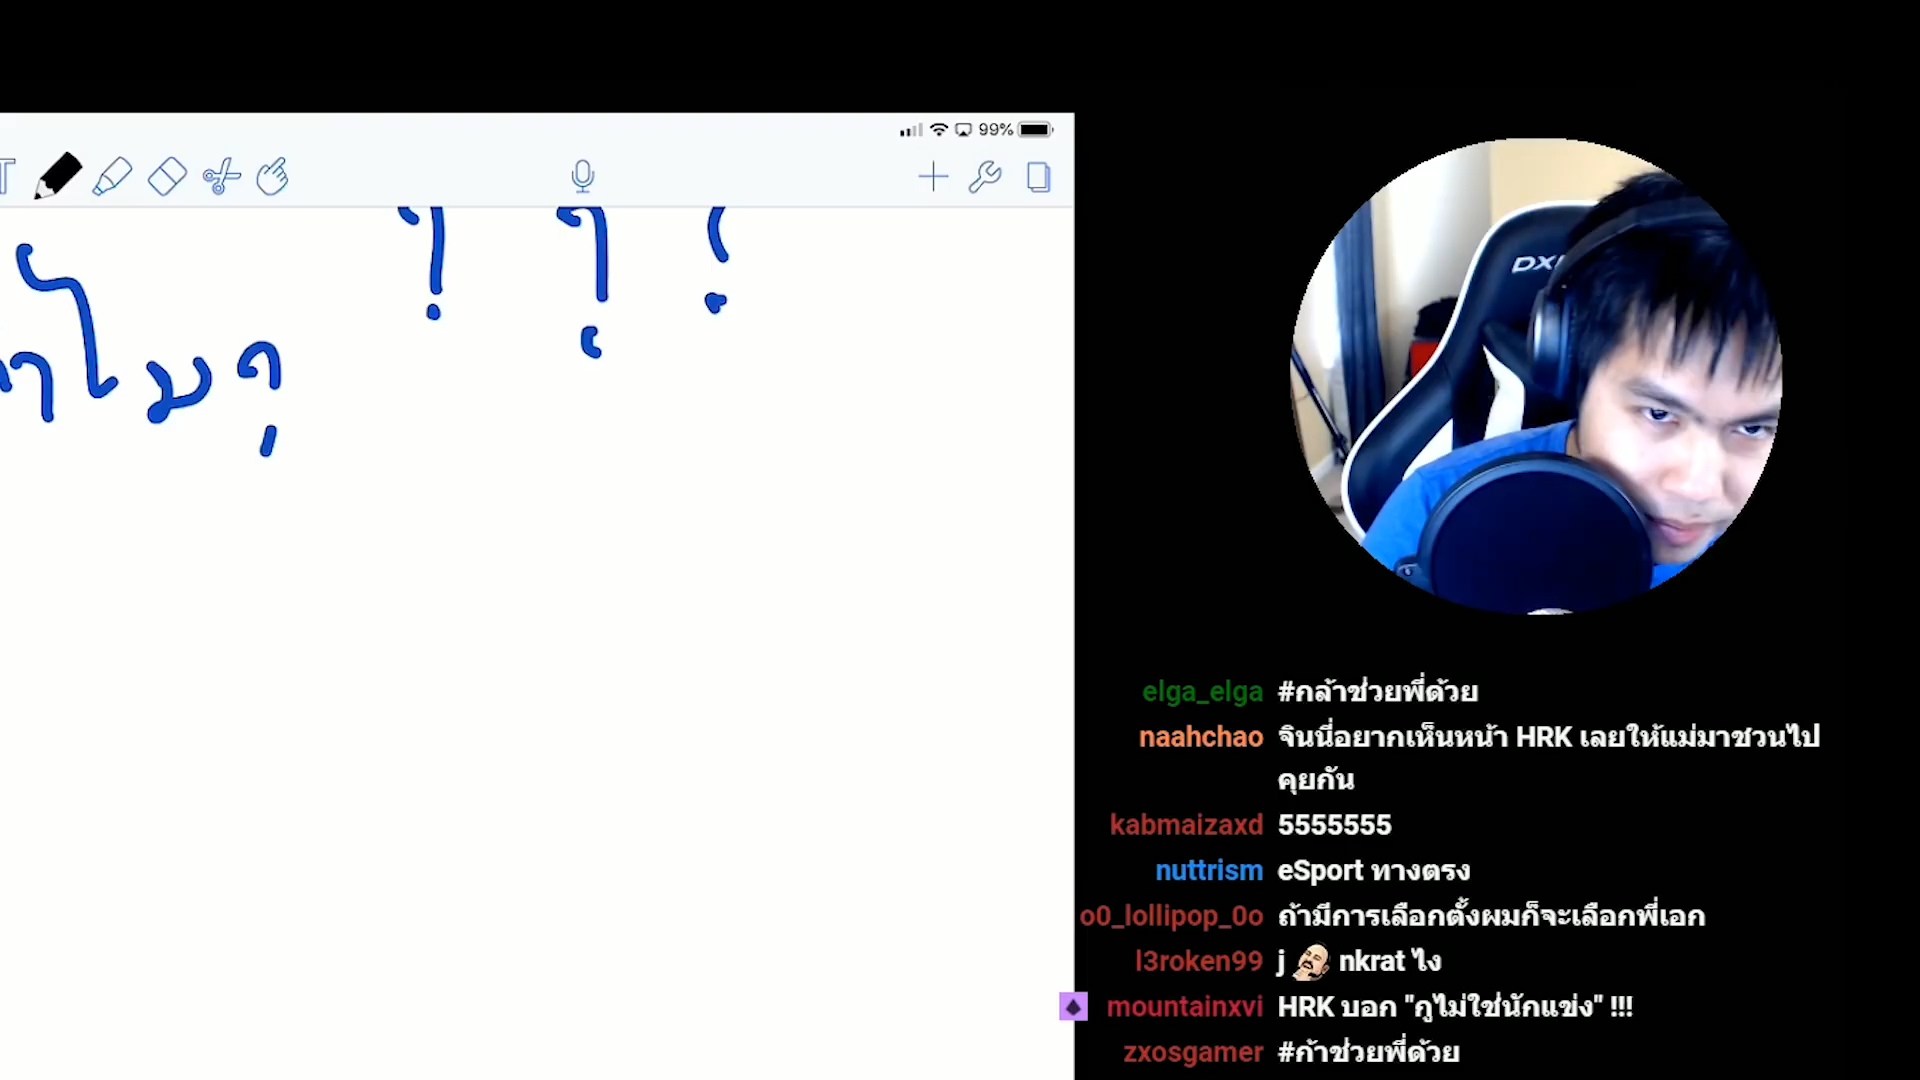 99%
ทำไม?
? ? ?
elga_elga #กล้าช่วยพี่ด้วย
naahchao จินนี่อยากเห็นหน้า HRK เลยให้แม่มาชวนไป
คุยกัน
kabmaizaxd 5555555
nuttrism eSport ทางตรง
o0_lollipop_0o ถ้ามีการเลือกตั้งผมก็จะเลือกพี่เอก
l3roken99 j nkrat ไง
mountainxvi HRK บอก "กูไม่ใช่นักแข่ง" !!!
zxosgamer #ก้าช่วยพี่ด้วย